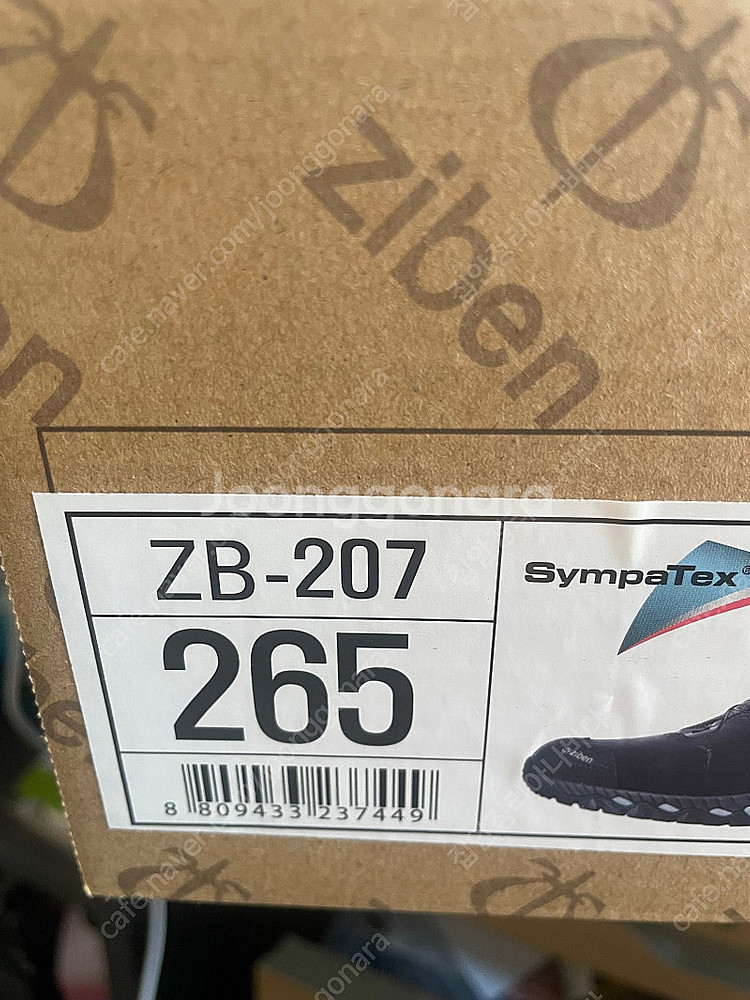 ziben
Joonggonara
ZB-207
SympaTex®
265
ziben
8 809433 237449
cafe.naver.com/joonggonara